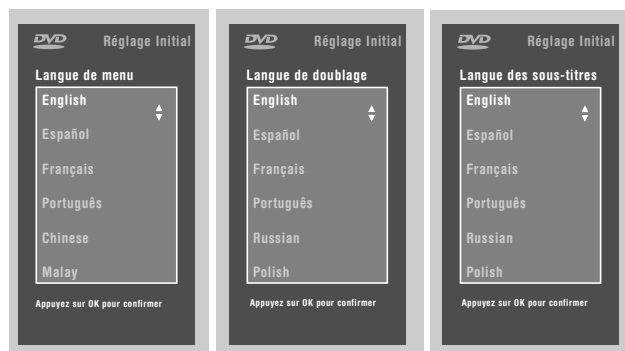 DVD Réglage Initial
Langue de menu
English
Español
Français
Português
Chinese
Malay
Appuyez sur OK pour confirmer
DVD Réglage Initial
Langue de doublage
English
Español
Français
Português
Russian
Polish
Appuyez sur OK pour confirmer
DVD Réglage Initial
Langue des sous-titres
English
Español
Français
Português
Russian
Polish
Appuyez sur OK pour confirmer